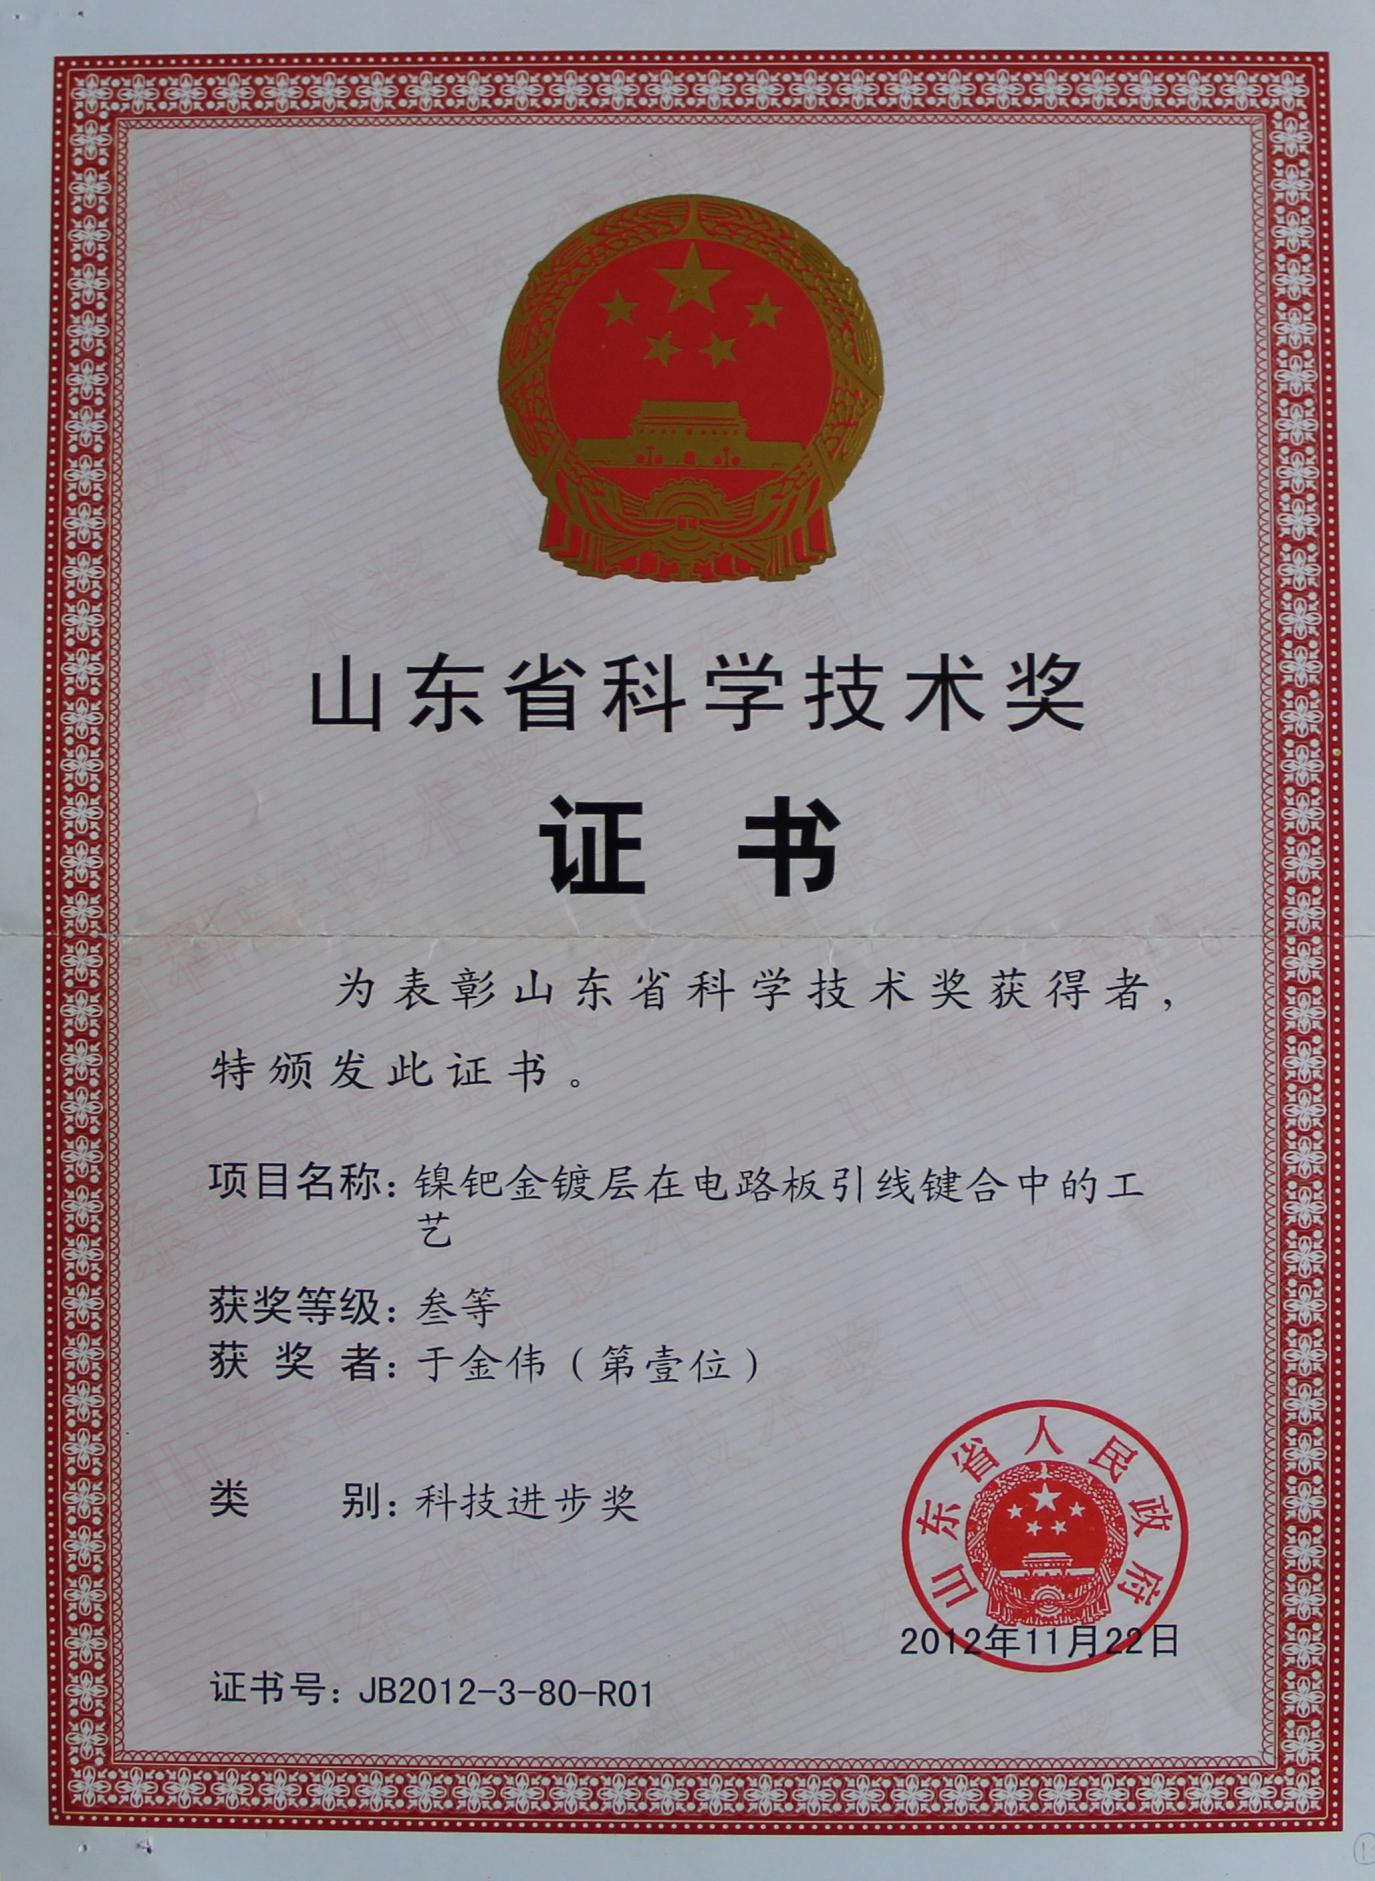 山东省科学技术奖
证书
为表彰山东省科学技术奖获得者，
特颁发此证书。
项目名称：镍钯金镀层在电路板引线键合中的工
艺
获奖等级：叁等
获奖者：于金伟（第壹位）
类别：科技进步奖
山东省人民政府
2012年11月22日
证书号：JB2012-3-80-R01